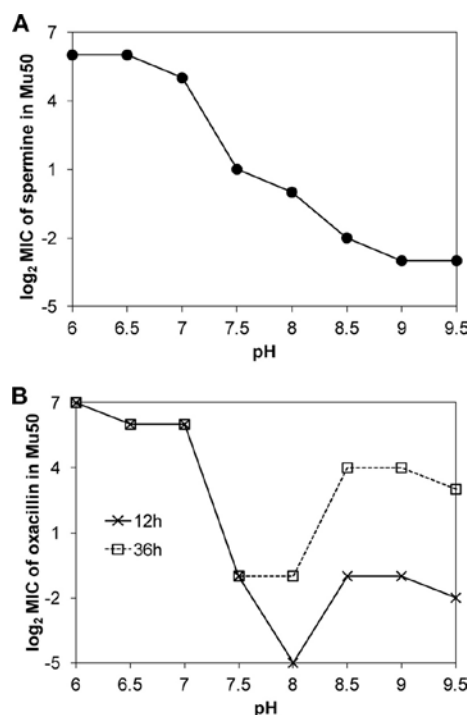 A
log₂ MIC of spermine in Mu50
7
4
1
-2
-5
6 6.5 7 7.5 8 8.5 9 9.5
pH
B
log₂ MIC of oxacillin in Mu50
7
4
1
-2
-5
12h
36h
6 6.5 7 7.5 8 8.5 9 9.5
pH